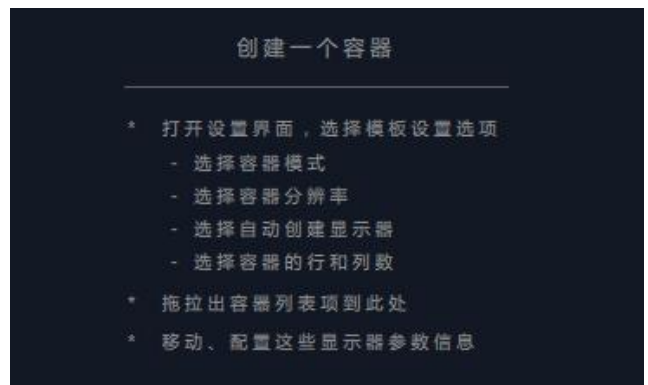 创建一个容器
* 打开设置界面，选择模板设置选项
- 选择容器模式
- 选择容器分辨率
- 选择自动创建显示器
- 选择容器的行和列数
* 拖拉出容器列表项到此处
* 移动、配置这些显示器参数信息